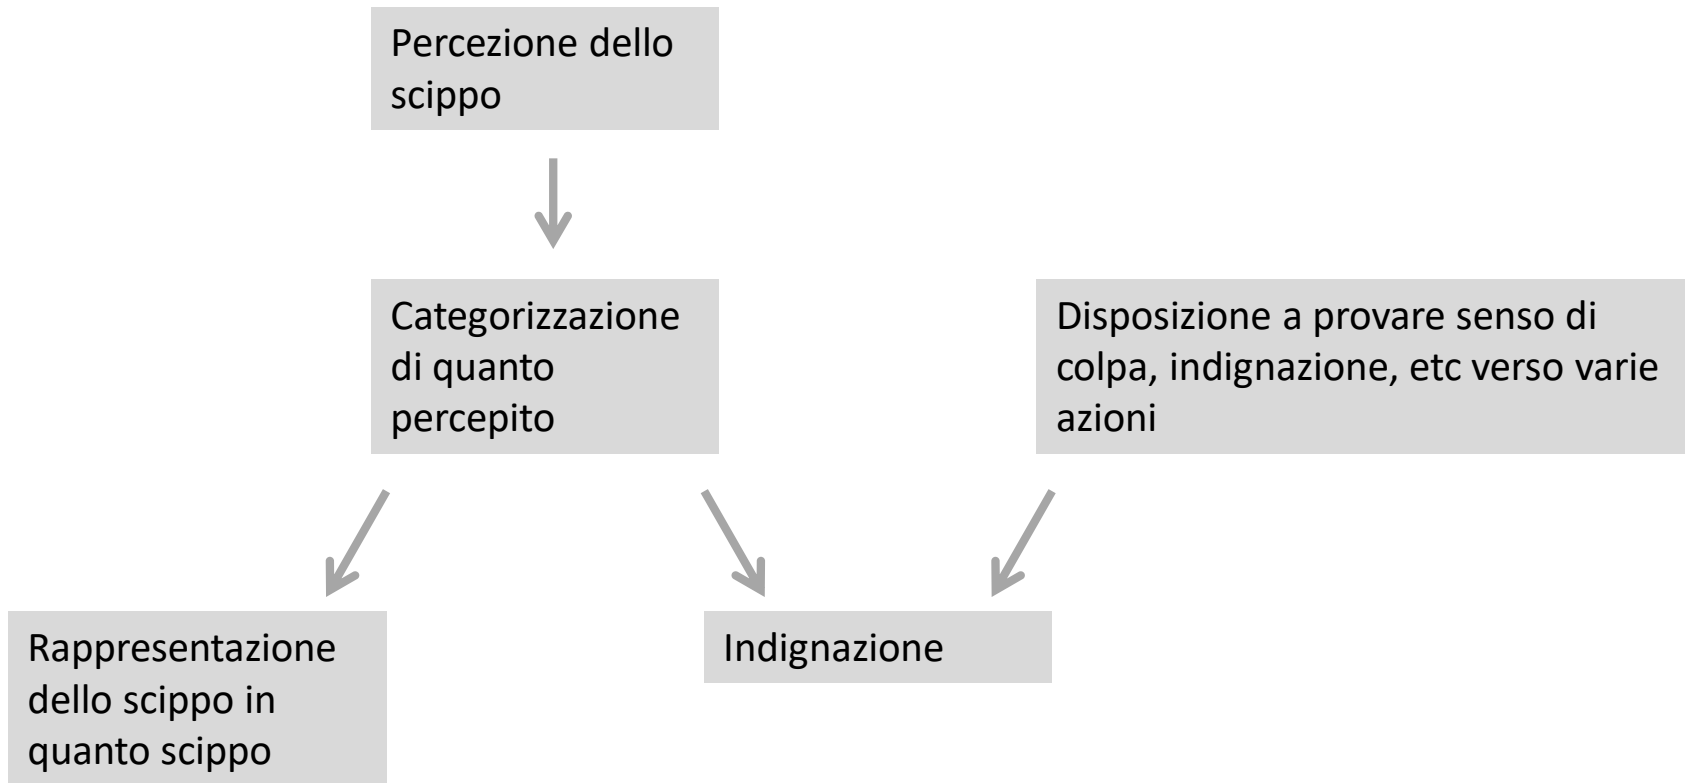 Percezione dello
scippo
Categorizzazione
di quanto
percepito
Disposizione a provare senso di
colpa, indignazione, etc verso varie
azioni
Rappresentazione
dello scippo in
quanto scippo
Indignazione